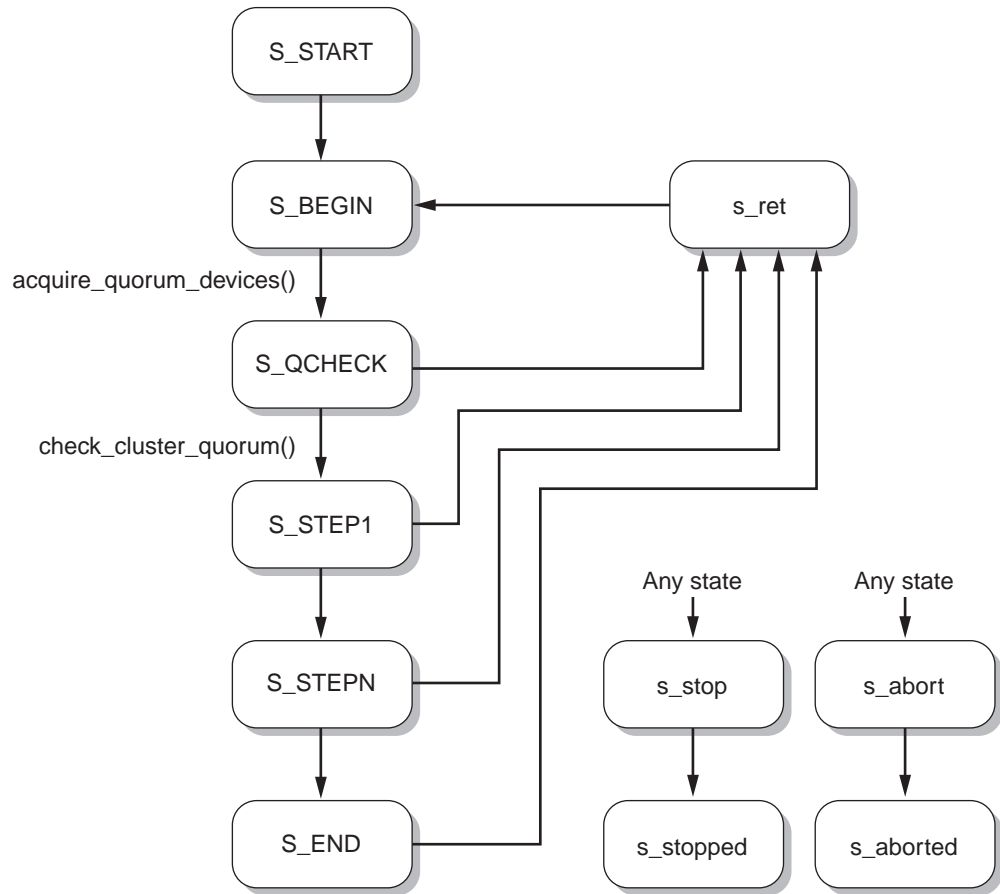 S_START
S_BEGIN
s_ret
acquire_quorum_devices()
S_QCHECK
check_cluster_quorum()
S_STEP1
Any state
Any state
S_STEPN
s_stop
s_abort
S_END
s_stopped
s_aborted